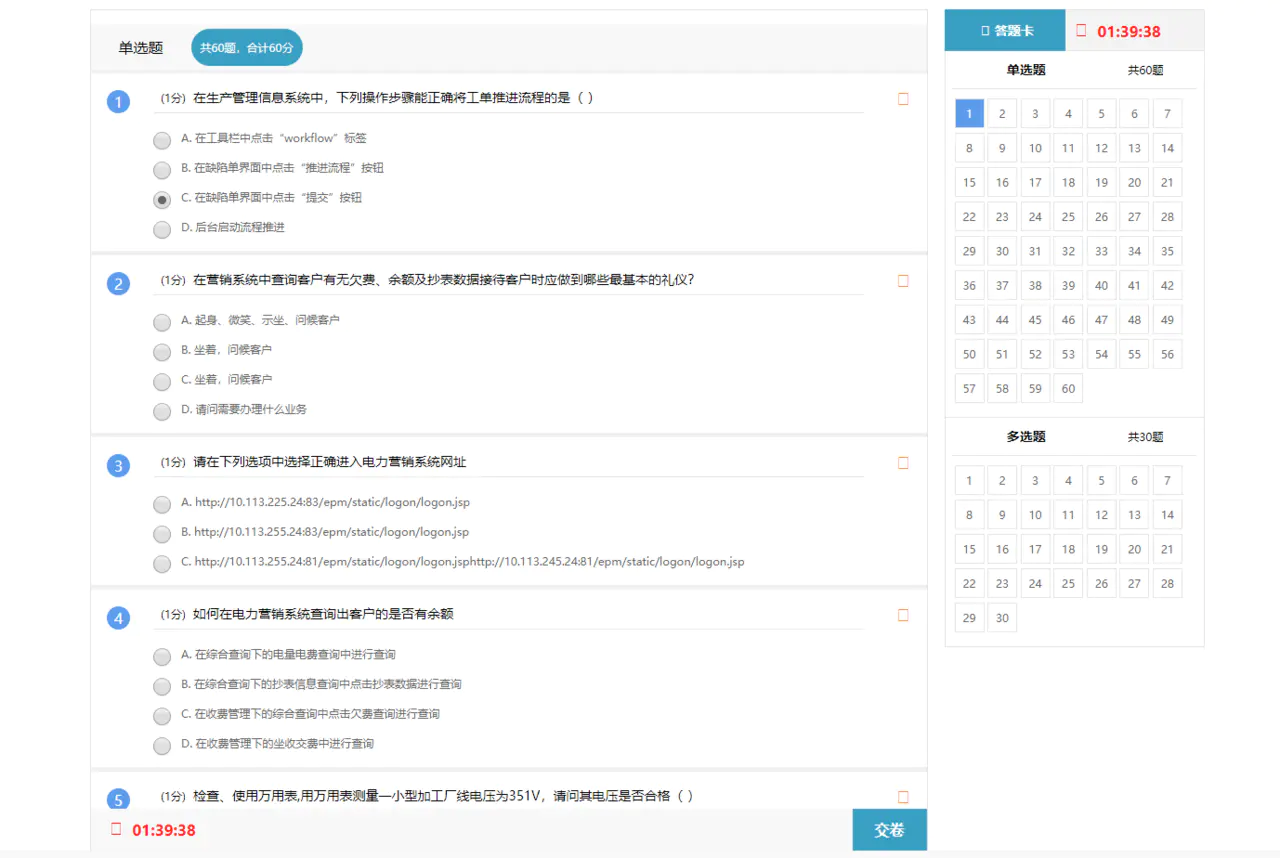 单选题 共60题，合计60分
1 (1分) 在生产管理信息系统中，下列操作步骤能正确将工单推进流程的是（ ）
A. 在工具栏中点击“workflow”标签
B. 在缺陷单界面中点击“推进流程”按钮
C. 在缺陷单界面中点击“提交”按钮
D. 后台启动流程推进
2 (1分) 在营销系统中查询客户有无欠费、余额及抄表数据接待客户时应做到哪些最基本的礼仪?
A. 起身、微笑、示坐、问候客户
B. 坐着，问候客户
C. 坐着，问候客户
D. 请问需要办理什么业务
3 (1分) 请在下列选项中选择正确进入电力营销系统网址
A. http://10.113.225.24:83/epm/static/logon/logon.jsp
B. http://10.113.255.24:83/epm/static/logon/logon.jsp
C. http://10.113.255.24:81/epm/static/logon/logon.jsphttp://10.113.245.24:81/epm/static/logon/logon.jsp
4 (1分) 如何在电力营销系统查询出客户的是否有余额
A. 在综合查询下的电量电费查询中进行查询
B. 在综合查询下的抄表信息查询中点击抄表数据进行查询
C. 在收费管理下的综合查询中点击欠费查询进行查询
D. 在收费管理下的坐收交费中进行查询
5 (1分) 检查、使用万用表,用万用表测量一小型加工厂线电压为351V，请问其电压是否合格（ ）
01:39:38 交卷
答题卡 01:39:38
单选题 共60题
1 2 3 4 5 6 7
8 9 10 11 12 13 14
15 16 17 18 19 20 21
22 23 24 25 26 27 28
29 30 31 32 33 34 35
36 37 38 39 40 41 42
43 44 45 46 47 48 49
50 51 52 53 54 55 56
57 58 59 60
多选题 共30题
1 2 3 4 5 6 7
8 9 10 11 12 13 14
15 16 17 18 19 20 21
22 23 24 25 26 27 28
29 30